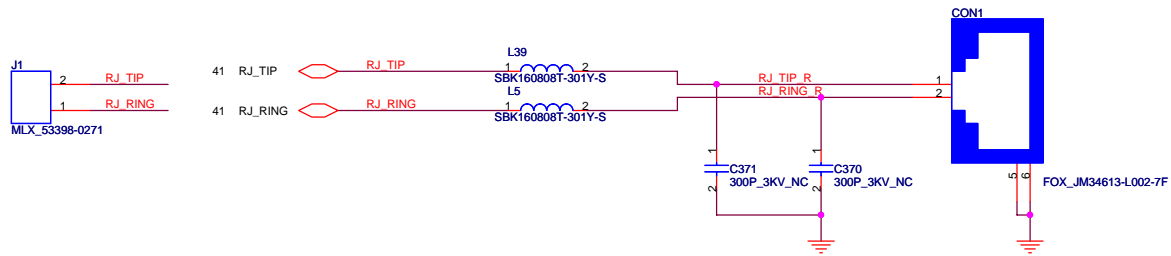 CON1
J1
2 RJ_TIP
1 RJ_RING
MLX_53398-0271
41 RJ_TIP
RJ_TIP
L39
1 2
SBK160808T-301Y-S
41 RJ_RING
RJ_RING
L5
1 2
SBK160808T-301Y-S
RJ_TIP_R
1
RJ_RING_R
2
1
C371
300P_3KV_NC
2
1
C370
300P_3KV_NC
2
5
6
FOX_JM34613-L002-7F